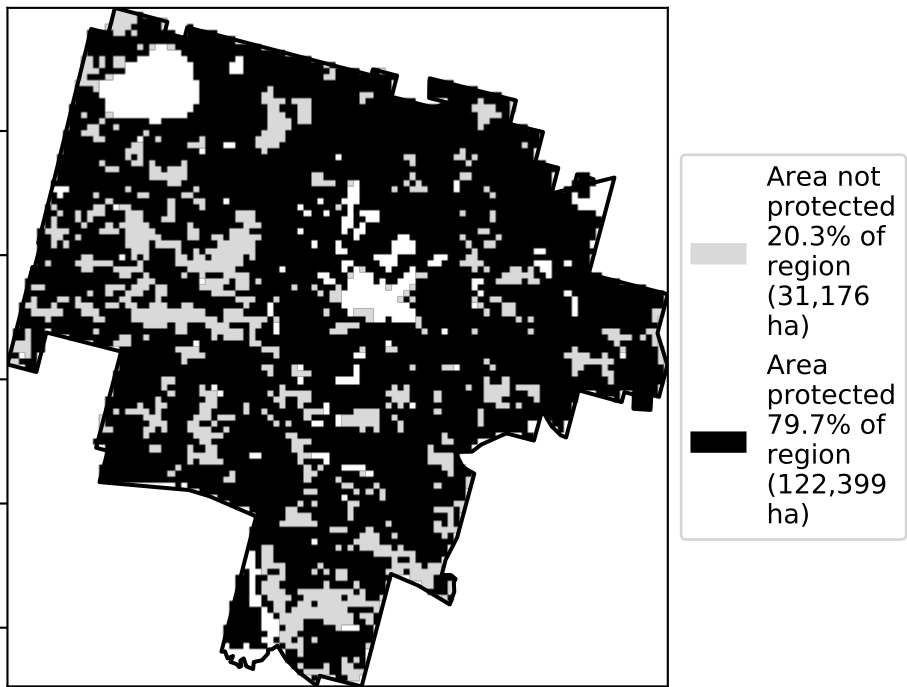 Area not
protected
20.3% of
region
(31,176
ha)
Area
protected
79.7% of
region
(122,399
ha)